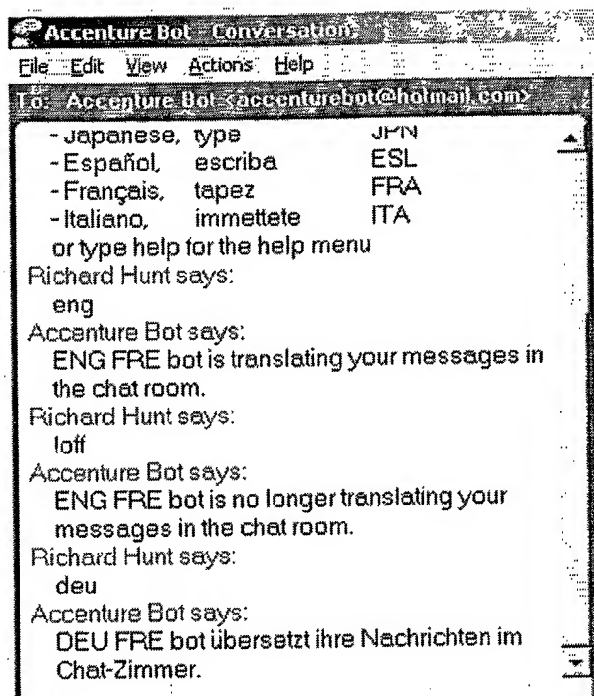 Accenture Bot - Conversation
File Edit View Actions Help
To: Accenture Bot <accenturebot@hotmail.com>
- Japanese, type JPN
- Español, escriba ESL
- Français, tapez FRA
- Italiano, immettete ITA
or type help for the help menu
Richard Hunt says:
eng
Accenture Bot says:
ENG FRE bot is translating your messages in
the chat room.
Richard Hunt says:
!off
Accenture Bot says:
ENG FRE bot is no longer translating your
messages in the chat room.
Richard Hunt says:
deu
Accenture Bot says:
DEU FRE bot übersetzt ihre Nachrichten im
Chat-Zimmer.